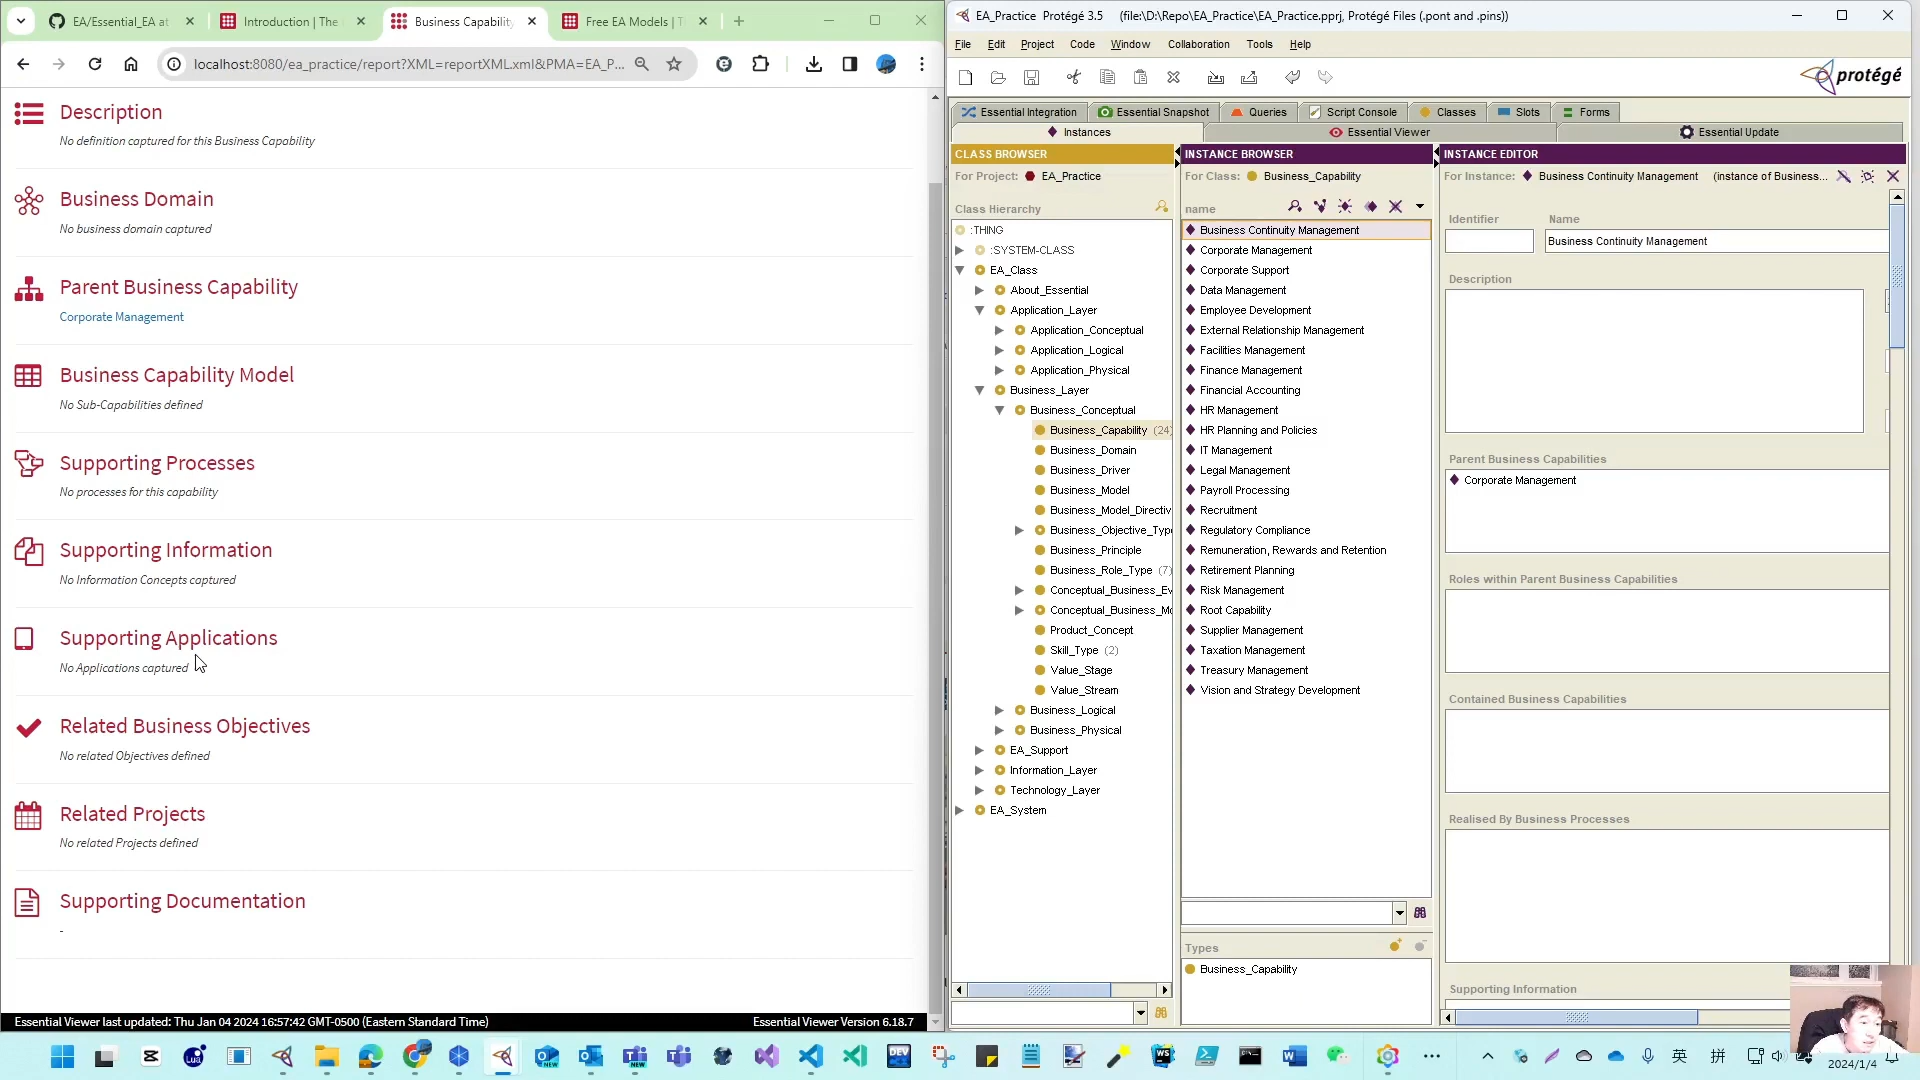 EA/Essential_EA at
Introduction | The
Business Capability
Free EA Models | T
localhost:8080/ea_practice/report?XML=reportXML.xml&PMA=EA_P...
Description
No definition captured for this Business Capability
Business Domain
No business domain captured
Parent Business Capability
Corporate Management
Business Capability Model
No Sub-Capabilities defined
Supporting Processes
No processes for this capability
Supporting Information
No Information Concepts captured
Supporting Applications
No Applications captured
Related Business Objectives
No related Objectives defined
Related Projects
No related Projects defined
Supporting Documentation
-
Essential Viewer last updated: Thu Jan 04 2024 16:57:42 GMT-0500 (Eastern Standard Time)
Essential Viewer Version 6.18.7
EA_Practice Protégé 3.5 (file:\D:\Repo\EA_Practice\EA_Practice.pprj, Protégé Files (.pont and .pins))
File Edit Project Code Window Collaboration Tools Help
protégé
Essential Integration Essential Snapshot Queries Script Console Classes Slots Forms
Instances Essential Viewer Essential Update
CLASS BROWSER
For Project: EA_Practice
Class Hierarchy
:THING
:SYSTEM-CLASS
EA_Class
About_Essential
Application_Layer
Application_Conceptual
Application_Logical
Application_Physical
Business_Layer
Business_Conceptual
Business_Capability (24)
Business_Domain
Business_Driver
Business_Model
Business_Model_Directiv
Business_Objective_Type
Business_Principle
Business_Role_Type (7)
Conceptual_Business_Ev
Conceptual_Business_Mo
Product_Concept
Skill_Type (2)
Value_Stage
Value_Stream
Business_Logical
Business_Physical
EA_Support
Information_Layer
Technology_Layer
EA_System
INSTANCE BROWSER
For Class: Business_Capability
name
Business Continuity Management
Corporate Management
Corporate Support
Data Management
Employee Development
External Relationship Management
Facilities Management
Finance Management
Financial Accounting
HR Management
HR Planning and Policies
IT Management
Legal Management
Payroll Processing
Recruitment
Regulatory Compliance
Remuneration, Rewards and Retention
Retirement Planning
Risk Management
Root Capability
Supplier Management
Taxation Management
Treasury Management
Vision and Strategy Development
Types
Business_Capability
INSTANCE EDITOR
For Instance: Business Continuity Management (instance of Business...
Identifier Name
Business Continuity Management
Description
Parent Business Capabilities
Corporate Management
Roles within Parent Business Capabilities
Contained Business Capabilities
Realised By Business Processes
Supporting Information
英 拼
2024/1/4